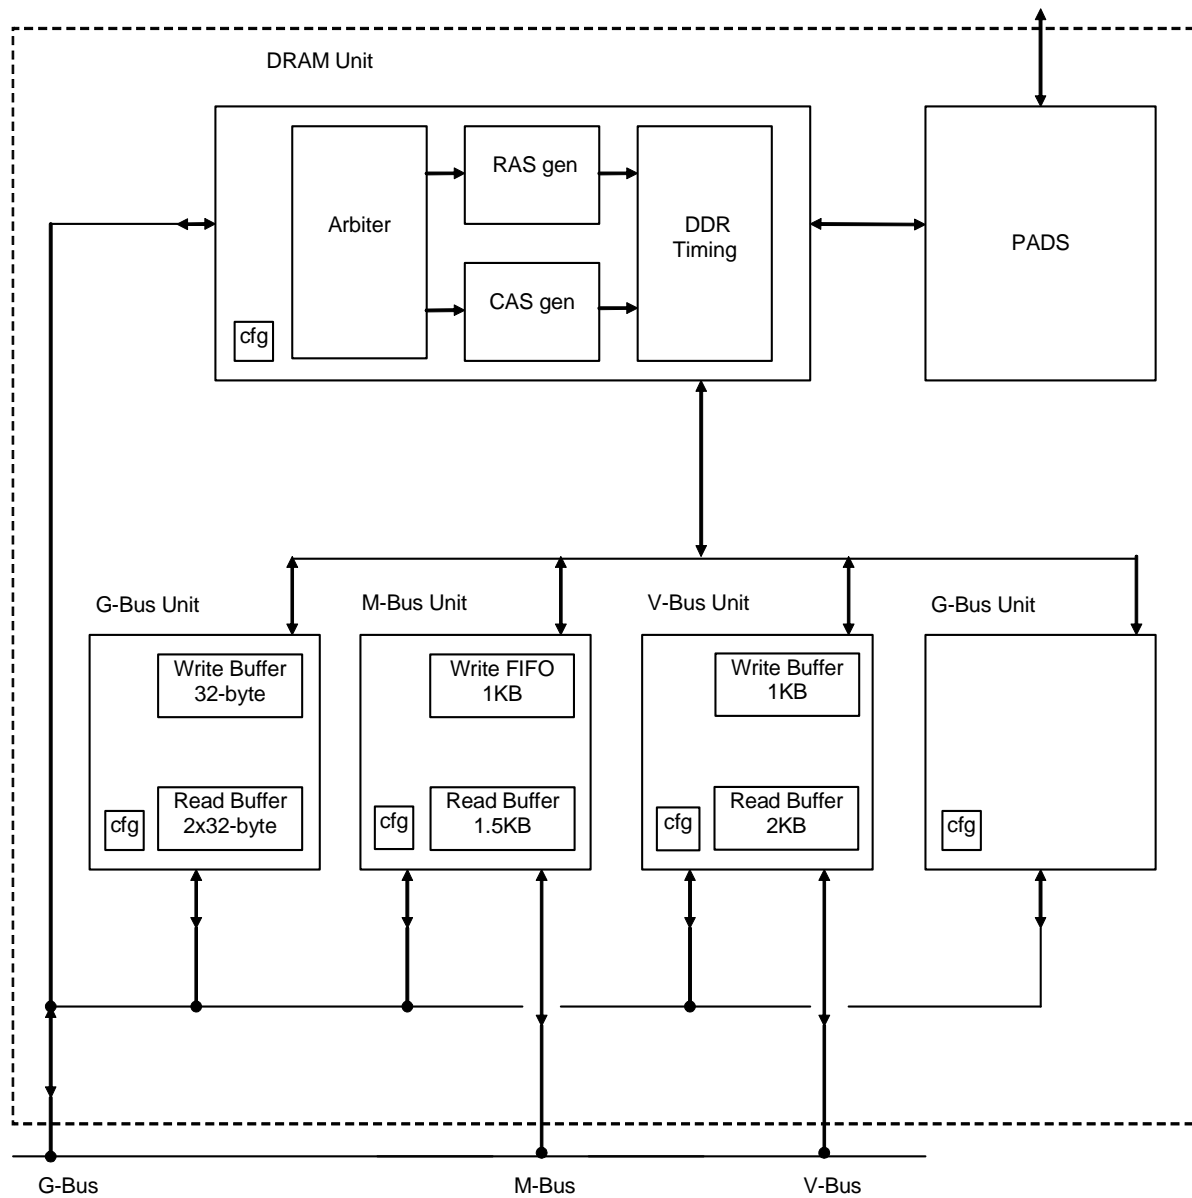 DRAM Unit
RAS gen
Arbiter
DDR
Timing
PADS
CAS gen
cfg
G-Bus Unit
M-Bus Unit
V-Bus Unit
G-Bus Unit
Write Buffer
32-byte
Write FIFO
1KB
Write Buffer
1KB
cfg
Read Buffer
2x32-byte
cfg
Read Buffer
1.5KB
cfg
Read Buffer
2KB
cfg
G-Bus
M-Bus
V-Bus